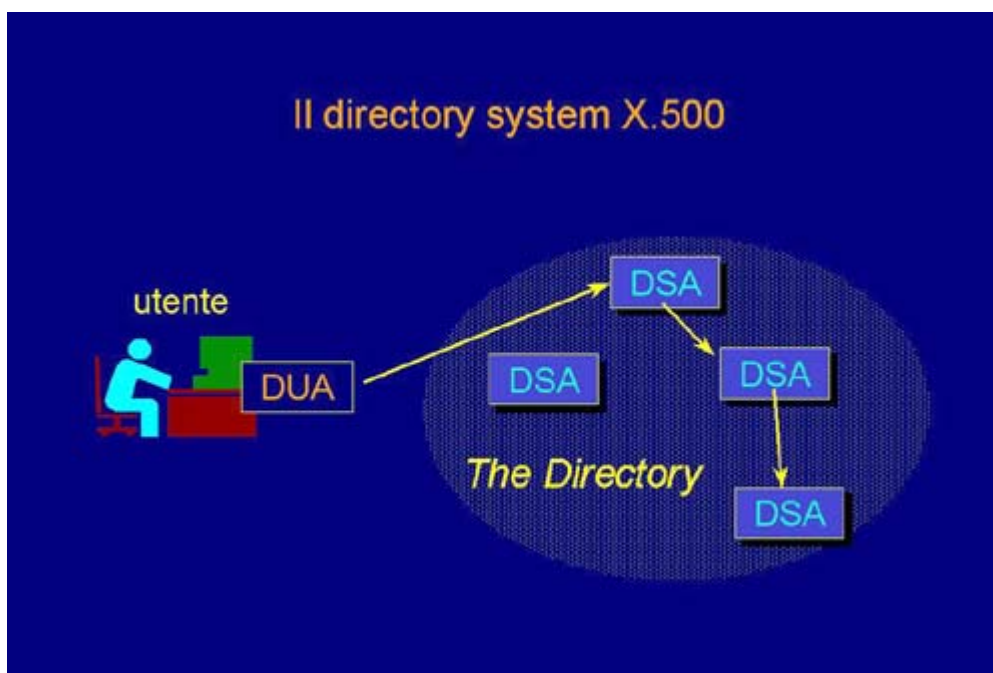 Il directory system X.500
utente
DUA
DSA
DSA
DSA
The Directory
DSA